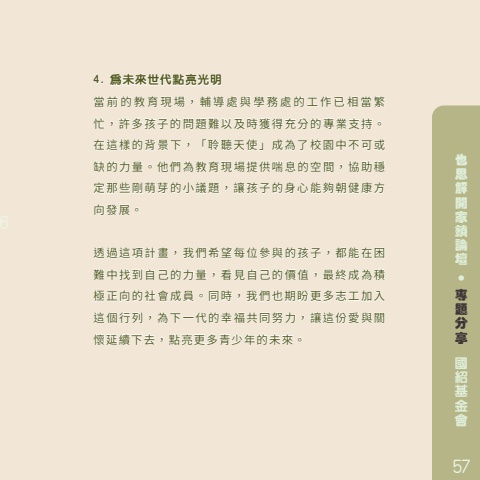 4. 為未來世代點亮光明
當前的教育現場，輔導處與學務處的工作已相當繁
忙，許多孩子的問題難以及時獲得充分的專業支持。
在這樣的背景下，「聆聽天使」成為了校園中不可或
缺的力量。他們為教育現場提供喘息的空間，協助穩
定那些剛萌芽的小議題，讓孩子的身心能夠朝健康方
向發展。
透過這項計畫，我們希望每位參與的孩子，都能在困
難中找到自己的力量，看見自己的價值，最終成為積
極正向的社會成員。同時，我們也期盼更多志工加入
這個行列，為下一代的幸福共同努力，讓這份愛與關
懷延續下去，點亮更多青少年的未來。
也思解閱家領論壇 • 專題分享 國紹基金會
57